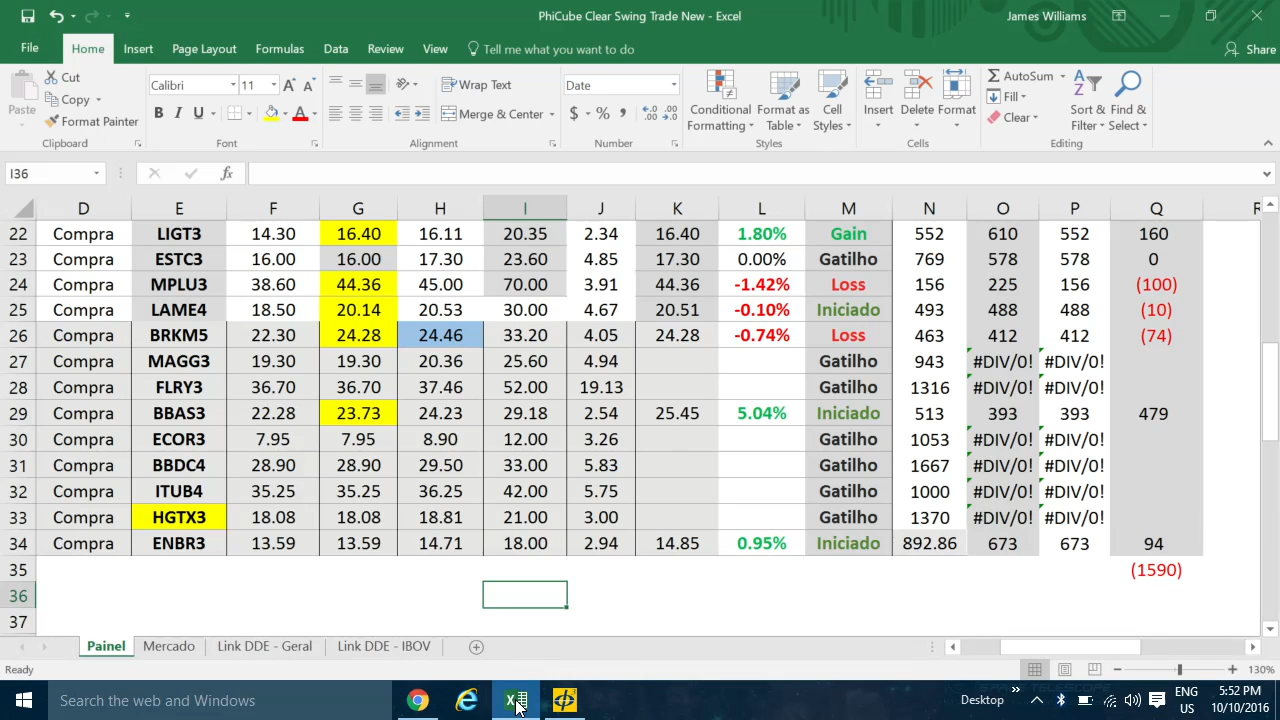 PhiCube Clear Swing Trade New - Excel
James Williams
File Home Insert Page Layout Formulas Data Review View Tell me what you want to do Share
Paste Cut Copy Format Painter Clipboard
Calibri 11 B I U A Font
Wrap Text Merge & Center Alignment
Date $ % , Number
Conditional Formatting Format as Table Cell Styles Styles
Insert Delete Format Cells
AutoSum Fill Clear Sort & Filter Find & Select Editing
I36 fx
D E F G H I J K L M N O P Q R
22 Compra LIGT3 14.30 16.40 16.11 20.35 2.34 16.40 1.80% Gain 552 610 552 160
23 Compra ESTC3 16.00 16.00 17.30 23.60 4.85 17.30 0.00% Gatilho 769 578 578 0
24 Compra MPLU3 38.60 44.36 45.00 70.00 3.91 44.36 -1.42% Loss 156 225 156 (100)
25 Compra LAME4 18.50 20.14 20.53 30.00 4.67 20.51 -0.10% Iniciado 493 488 488 (10)
26 Compra BRKM5 22.30 24.28 24.46 33.20 4.05 24.28 -0.74% Loss 463 412 412 (74)
27 Compra MAGG3 19.30 19.30 20.36 25.60 4.94 Gatilho 943 #DIV/0! #DIV/0!
28 Compra FLRY3 36.70 36.70 37.46 52.00 19.13 Gatilho 1316 #DIV/0! #DIV/0!
29 Compra BBAS3 22.28 23.73 24.23 29.18 2.54 25.45 5.04% Iniciado 513 393 393 479
30 Compra ECOR3 7.95 7.95 8.90 12.00 3.26 Gatilho 1053 #DIV/0! #DIV/0!
31 Compra BBDC4 28.90 28.90 29.50 33.00 5.83 Gatilho 1667 #DIV/0! #DIV/0!
32 Compra ITUB4 35.25 35.25 36.25 42.00 5.75 Gatilho 1000 #DIV/0! #DIV/0!
33 Compra HGTX3 18.08 18.08 18.81 21.00 3.00 Gatilho 1370 #DIV/0! #DIV/0!
34 Compra ENBR3 13.59 13.59 14.71 18.00 2.94 14.85 0.95% Iniciado 892.86 673 673 94
35 (1590)
36
37
Painel Mercado Link DDE - Geral Link DDE - IBOV
Ready 130%
Search the web and Windows Desktop ENG 5:52 PM
US 10/10/2016